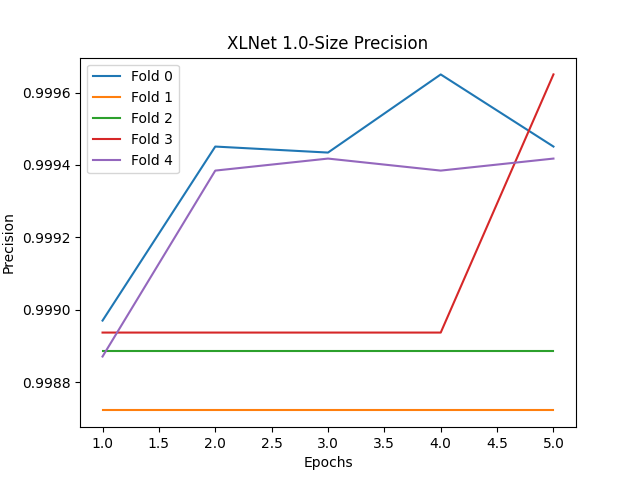 XLNet 1.0-Size Precision
Fold 0
Fold 1
Fold 2
Fold 3
Fold 4
Precision
0.9996
0.9994
0.9992
0.9990
0.9988
1.0 1.5 2.0 2.5 3.0 3.5 4.0 4.5 5.0
Epochs